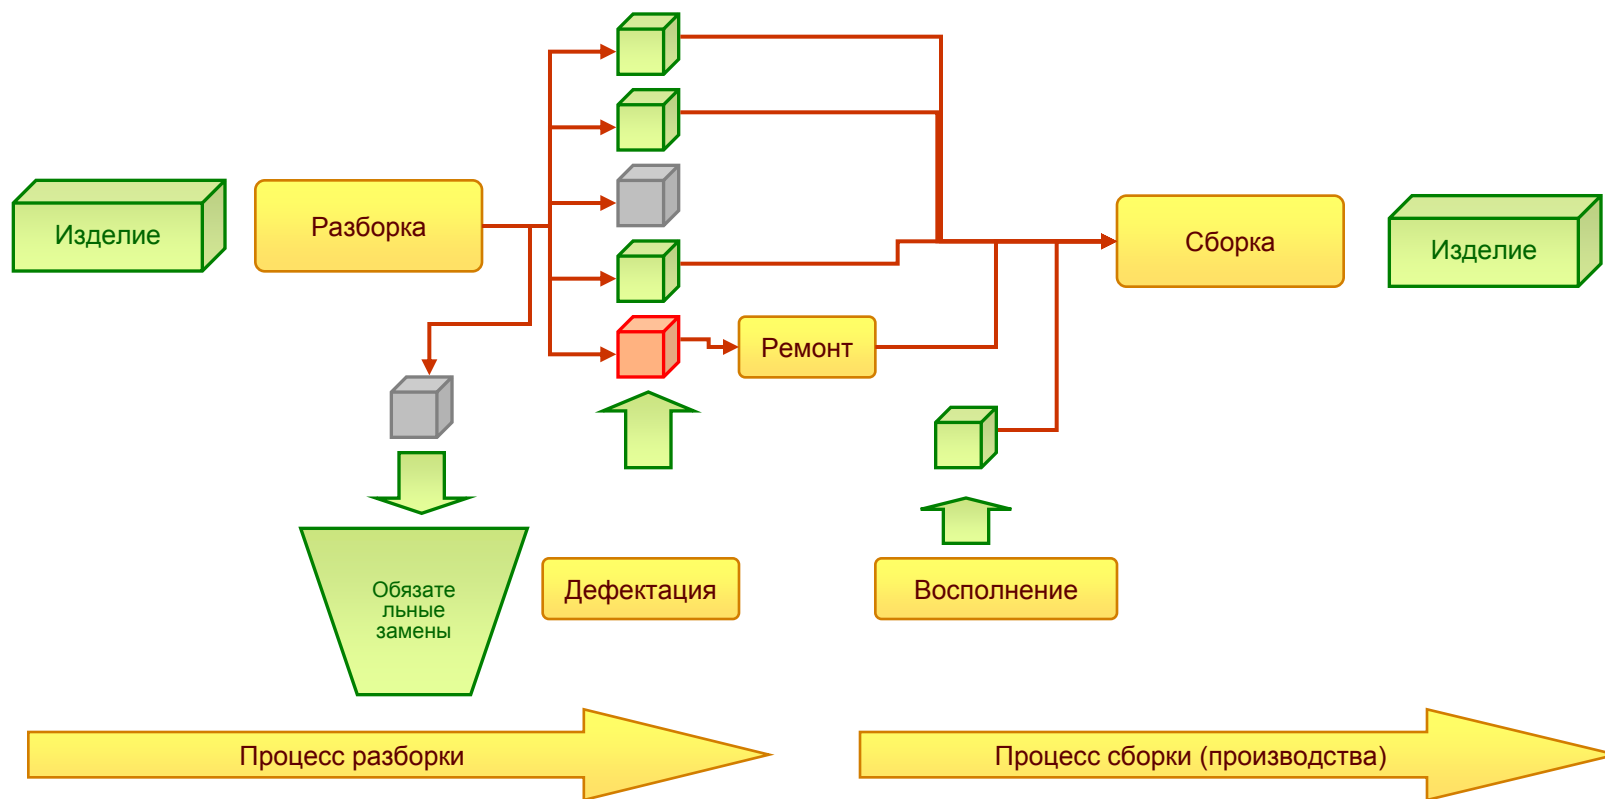 Изделие
Разборка
Сборка
Изделие
Ремонт
Обязате
льные
замены
Дефектация
Восполнение
Процесс разборки
Процесс сборки (производства)